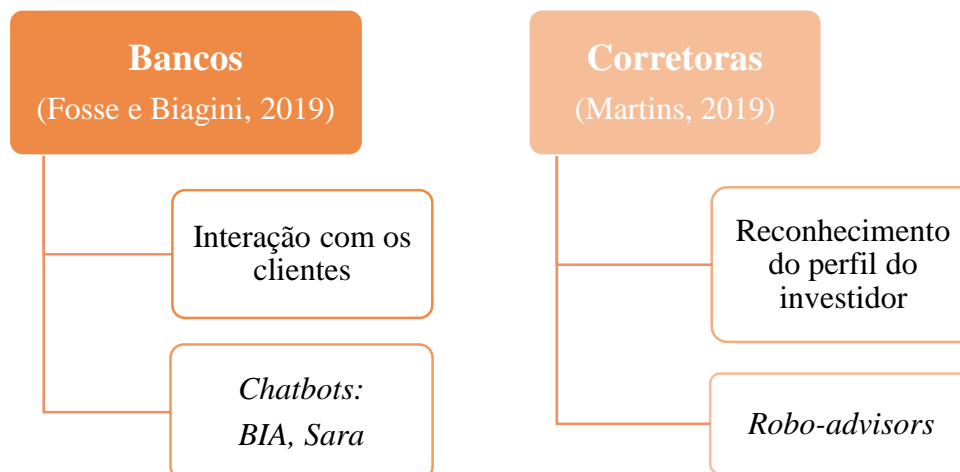 Bancos
(Fosse e Biagini, 2019)
Interação com os
clientes
Chatbots:
BIA, Sara
Corretoras
(Martins, 2019)
Reconhecimento
do perfil do
investidor
Robo-advisors